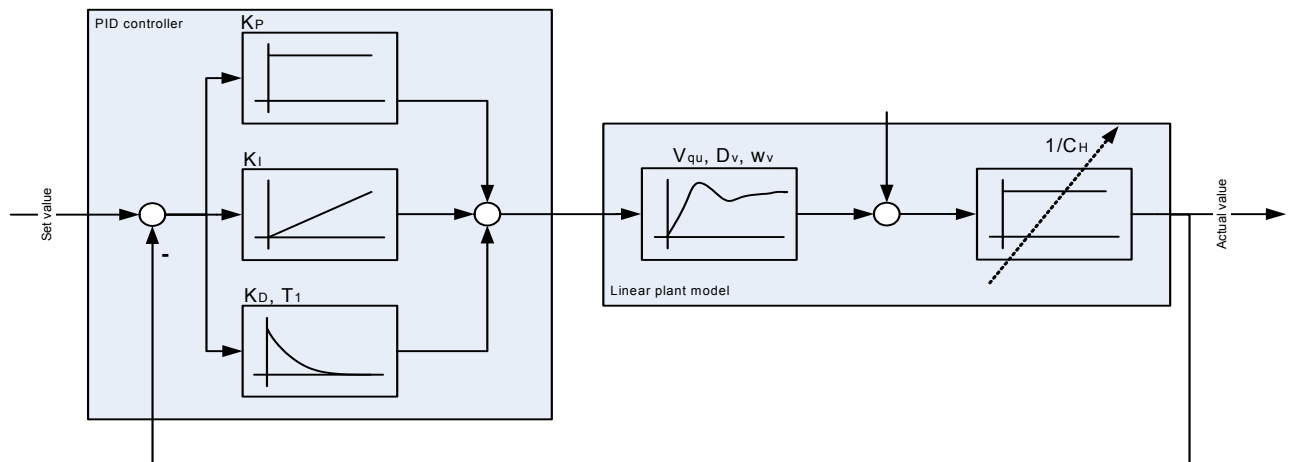 PID controller
KP
KI
KD, T1
Set value
-
Vqu, Dv, wv
1/CH
Linear plant model
Actual value